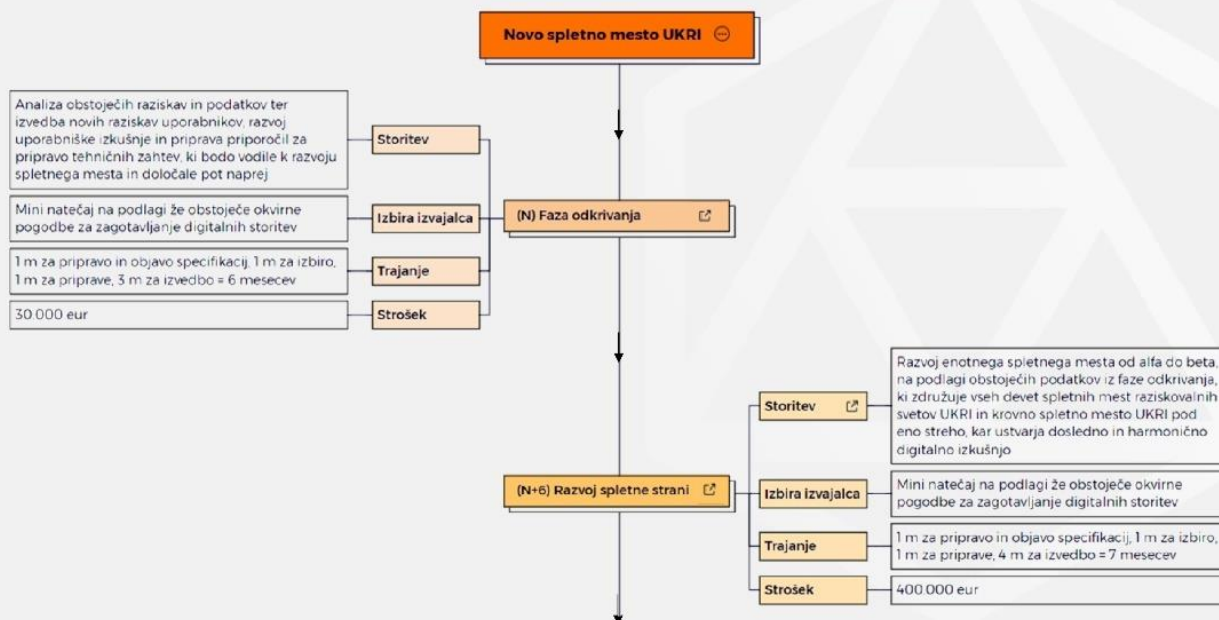 Novo spletno mesto UKRI
Analiza obstoječih raziskav in podatkov ter
izvedba novih raziskav uporabnikov, razvoj
uporabniške izkušnje in priprava priporočil za
pripravo tehničnih zahtev, ki bodo vodile k razvoju
spletnega mesta in določale pot naprej
Storitev
Mini natečaj na podlagi že obstoječe okvirne
pogodbe za zagotavljanje digitalnih storitev
Izbira izvajalca
(N) Faza odkrivanja
1 m za pripravo in objavo specifikacij, 1 m za izbiro,
1 m za priprave, 3 m za izvedbo = 6 mesecev
Trajanje
30.000 eur
Strošek
(N+6) Razvoj spletne strani
Storitev
Razvoj enotnega spletnega mesta od alfa do beta,
na podlagi obstoječih podatkov iz faze odkrivanja,
ki združuje vseh devet spletnih mest raziskovalnih
svetov UKRI in krovno spletno mesto UKRI pod
eno streho, kar ustvarja dosledno in harmonično
digitalno izkušnjo
Izbira izvajalca
Mini natečaj na podlagi že obstoječe okvirne
pogodbe za zagotavljanje digitalnih storitev
Trajanje
1 m za pripravo in objavo specifikacij, 1 m za izbiro,
1 m za priprave, 4 m za izvedbo = 7 mesecev
Strošek
400.000 eur